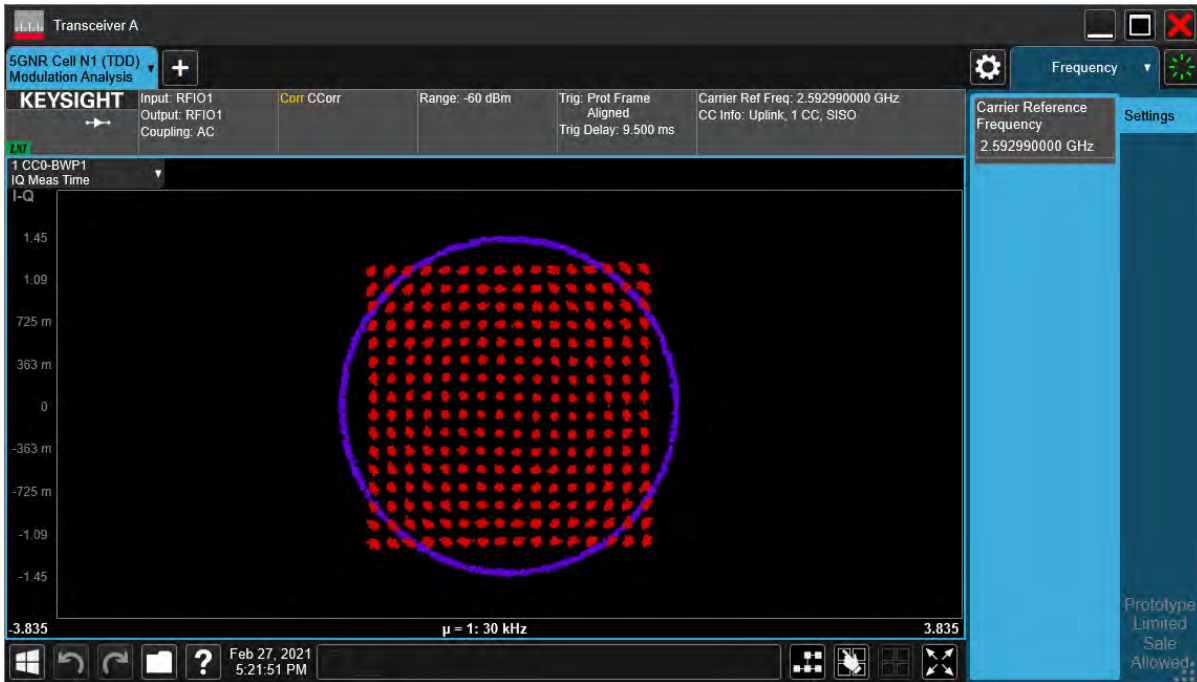 Transceiver A
5GNR Cell N1 (TDD)
Modulation Analysis
+
Frequency
KEYSIGHT
LXI
Input: RFIO1
Output: RFIO1
Coupling: AC
Corr CCorr
Range: -60 dBm
Trig: Prot Frame
Aligned
Trig Delay: 9.500 ms
Carrier Ref Freq: 2.592990000 GHz
CC Info: Uplink, 1 CC, SISO
Carrier Reference
Frequency
2.592990000 GHz
Settings
1 CC0-BWP1
IQ Meas Time
I-Q
1.45
1.09
725 m
363 m
0
-363 m
-725 m
-1.09
-1.45
-3.835
µ = 1: 30 kHz
3.835
Prototype
Limited
Sale
Allowed
?
Feb 27, 2021
5:21:51 PM